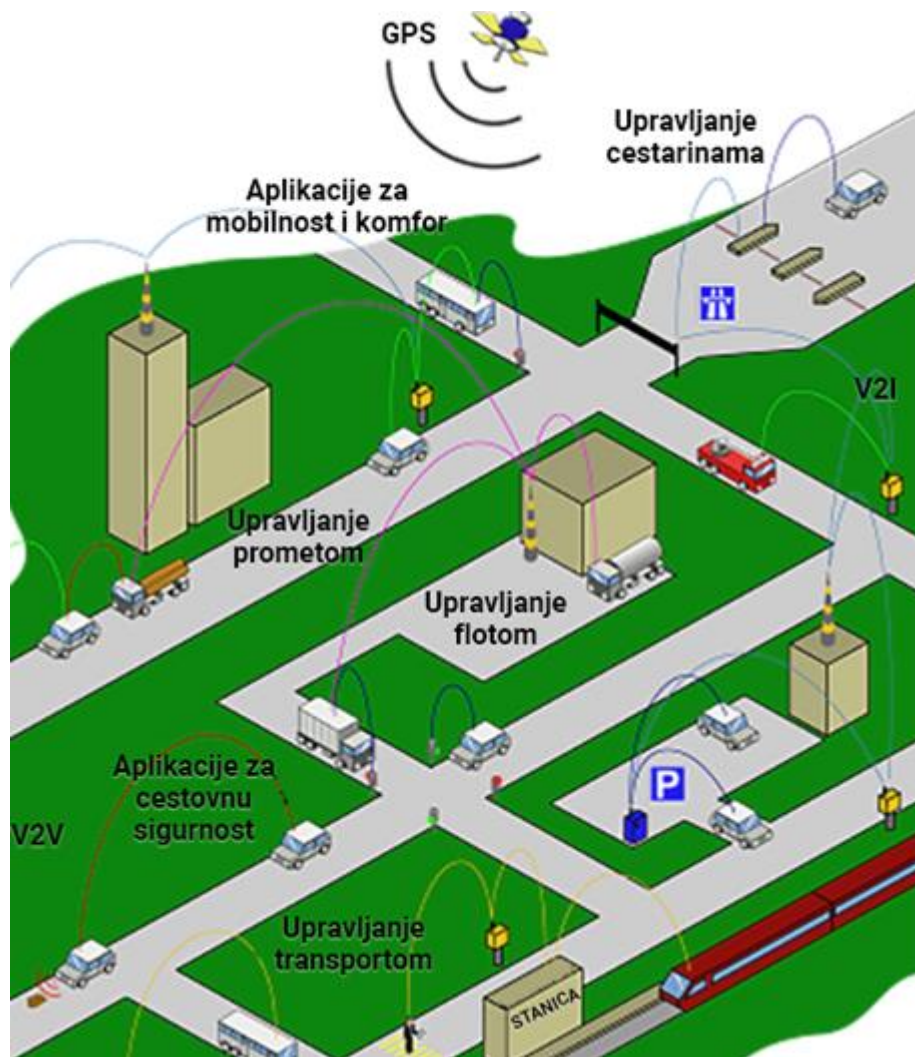 GPS
Upravljanje
cestarinama
Aplikacije za
mobilnost i komfor
V2I
Upravljanje
prometom
Upravljanje
flotom
Aplikacije za
cestovnu
sigurnost
P
V2V
Upravljanje
transportom
STANICA